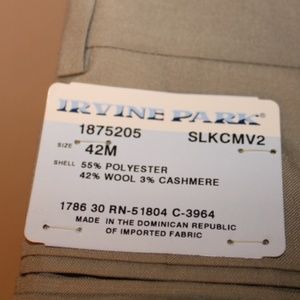 IRVINE PARK
1875205 SLKCMV2
SIZE 42M
SHELL 55% POLYESTER
42% WOOL 3% CASHMERE
1786 30 RN-51804 C-3964
MADE IN THE DOMINICAN REPUBLIC
OF IMPORTED FABRIC